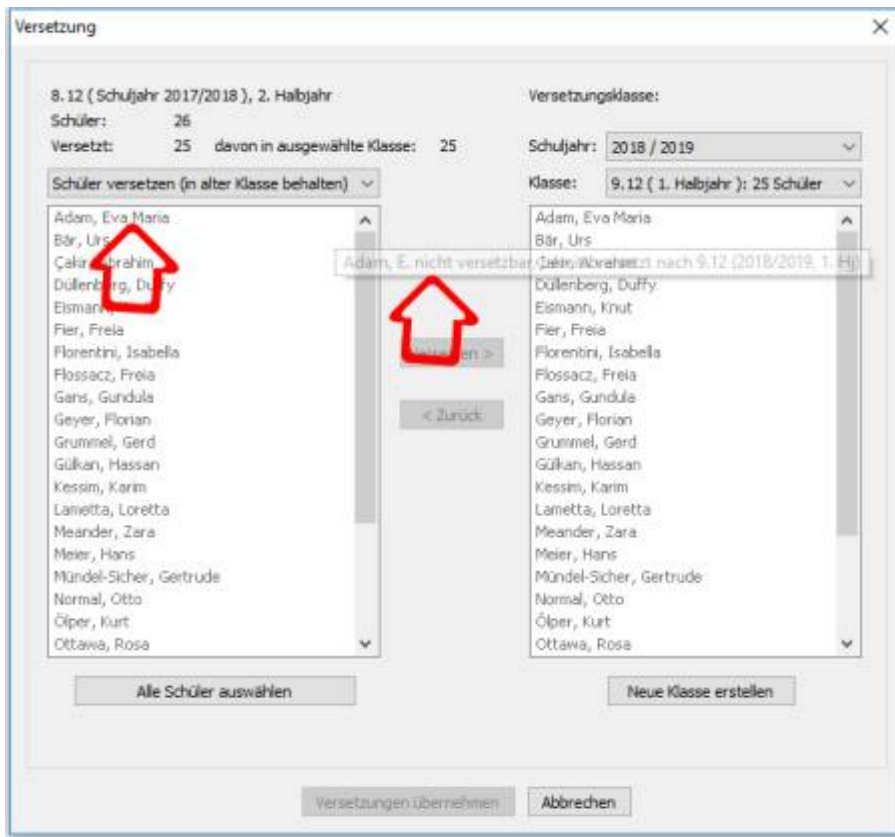 Versetzung
8.12 ( Schuljahr 2017/2018 ), 2. Halbjahr
Schüler: 26
Versetzt: 25 davon in ausgewählte Klasse: 25
Schüler versetzen (in alter Klasse behalten)
Adam, Eva Maria
Bär, Urs
Çakir, Ibrahim
Düllenberg, Duffy
Eismann,
Fier, Freia
Florentini, Isabella
Flossacz, Freia
Gans, Gundula
Geyer, Florian
Grummel, Gerd
Gülkan, Hassan
Kessim, Karim
Lametta, Loretta
Meander, Zara
Meier, Hans
Mündel-Sicher, Gertrude
Normal, Otto
Ölper, Kurt
Ottawa, Rosa
Alle Schüler auswählen
Adam, E. nicht versetzbar nach 9.12 (2018/2019, 1. Hj)
< Zurück
Versetzungsklasse:
Schuljahr: 2018 / 2019
Klasse: 9.12 ( 1. Halbjahr ): 25 Schüler
Adam, Eva Maria
Bär, Urs
Düllenberg, Duffy
Eismann, Knut
Fier, Freia
Florentini, Isabella
Flossacz, Freia
Gans, Gundula
Geyer, Florian
Grummel, Gerd
Gülkan, Hassan
Kessim, Karim
Lametta, Loretta
Meander, Zara
Meier, Hans
Mündel-Sicher, Gertrude
Normal, Otto
Ölper, Kurt
Ottawa, Rosa
Neue Klasse erstellen
Versetzungen übernehmen
Abbrechen